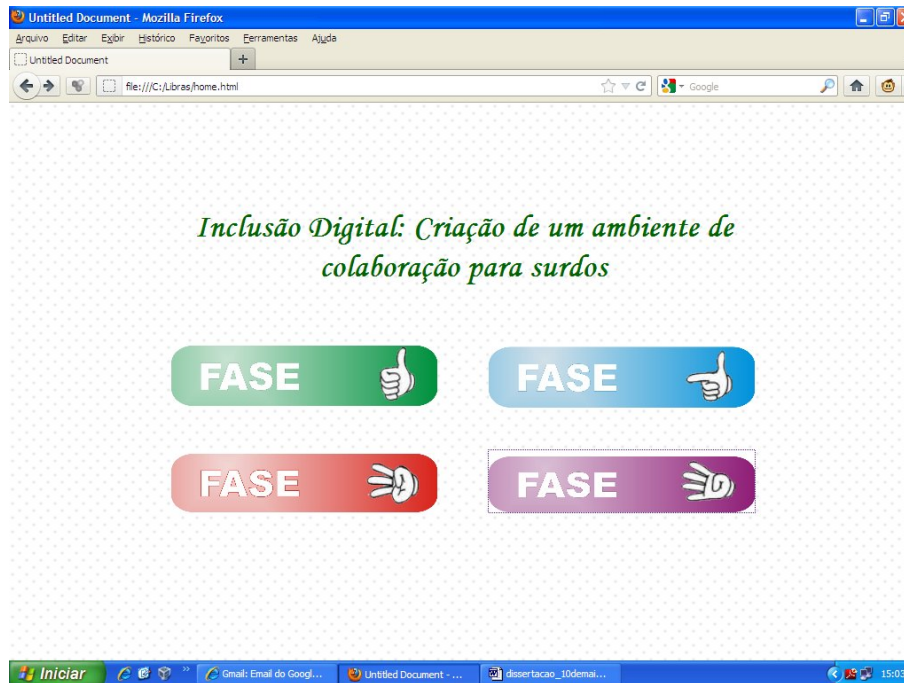 Untitled Document - Mozilla Firefox
Arquivo Editar Exibir Histórico Favoritos Ferramentas Ajuda
Untitled Document
file:///C:/Libras/home.html
Google
Inclusão Digital: Criação de um ambiente de
colaboração para surdos
FASE FASE
FASE FASE
Iniciar Gmail: Email do Googl... Untitled Document - ... dissertacao_10demai... 15:03